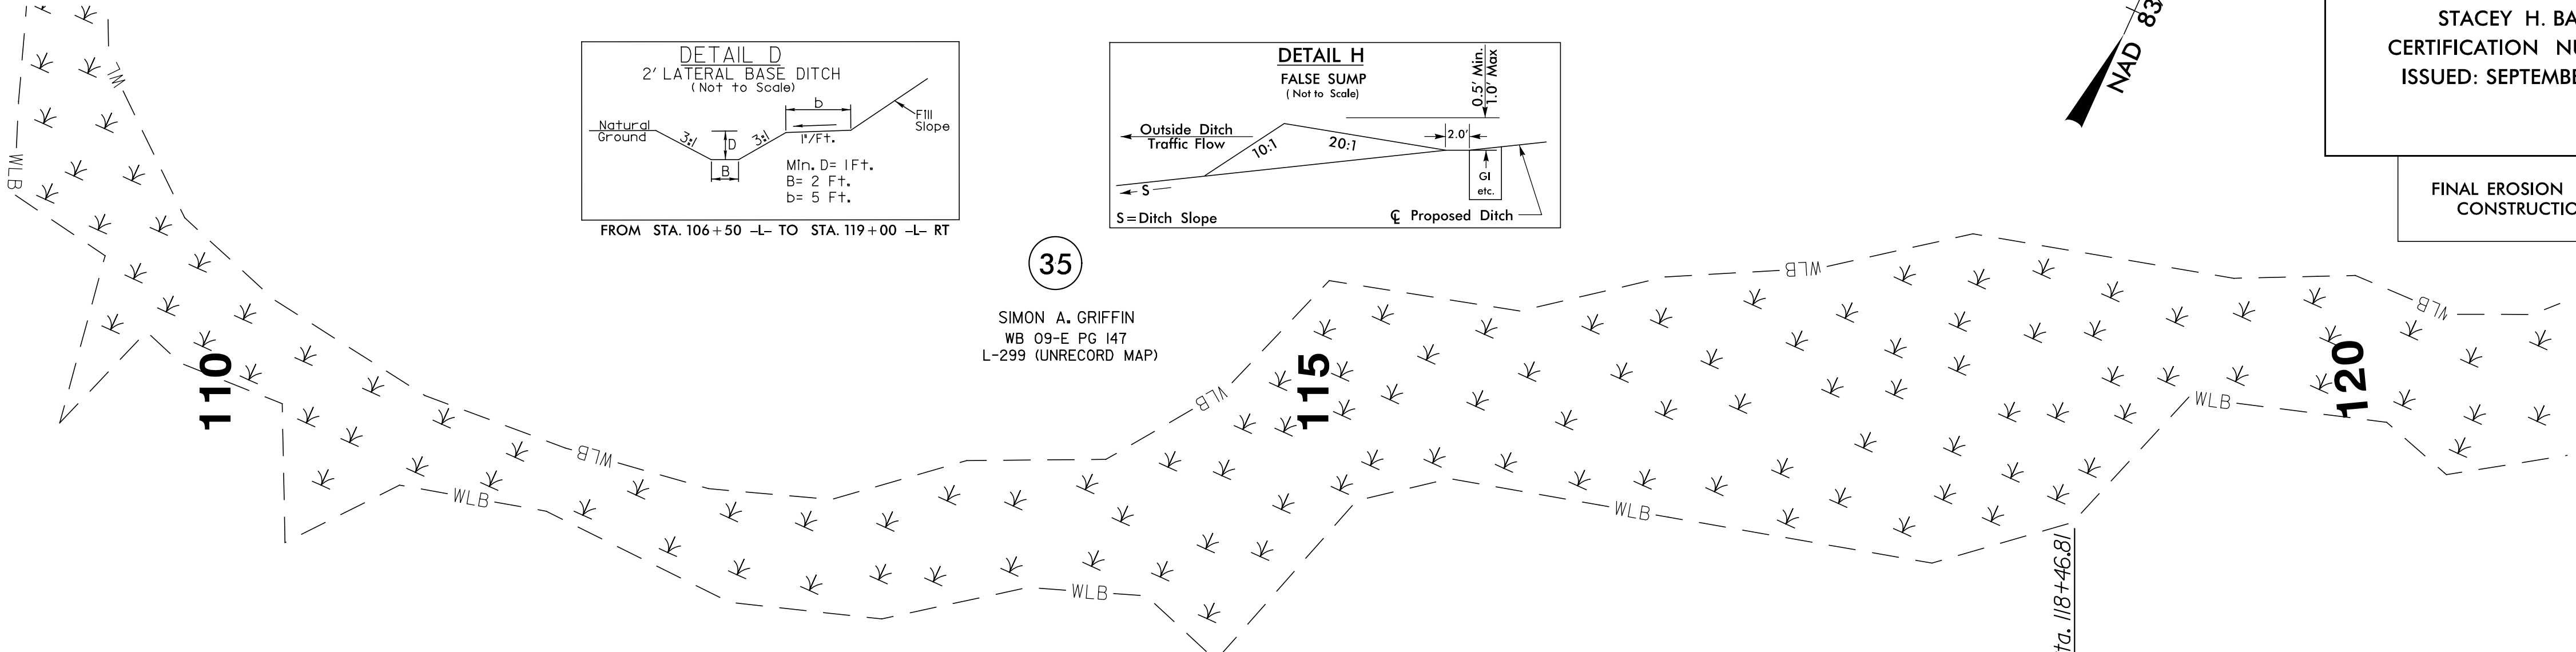 DETAIL D
2' LATERAL BASE DITCH
( Not to Scale)
b
Natural
Ground
3:1
D
3:1
1"/Ft.
Fill
Slope
B
Min. D= 1 Ft.
B= 2 Ft.
b= 5 Ft.
FROM STA. 106+50 -L- TO STA. 119+00 -L- RT
DETAIL H
FALSE SUMP
( Not to Scale)
0.5' Min.
1.0' Max
Outside Ditch
Traffic Flow
10:1
20:1
2.0'
GI
etc.
S
S=Ditch Slope
℄ Proposed Ditch
NAD 83
STACEY H. BA
CERTIFICATION NU
ISSUED: SEPTEMBE
FINAL EROSION
CONSTRUCTIO
35
SIMON A. GRIFFIN
WB 09-E PG 147
L-299 (UNRECORD MAP)
WLB
WLB
WLB
WLB
WLB
WLB
WLB
WLB
WLB
WLB
110
115
120
ta. 118+46.81